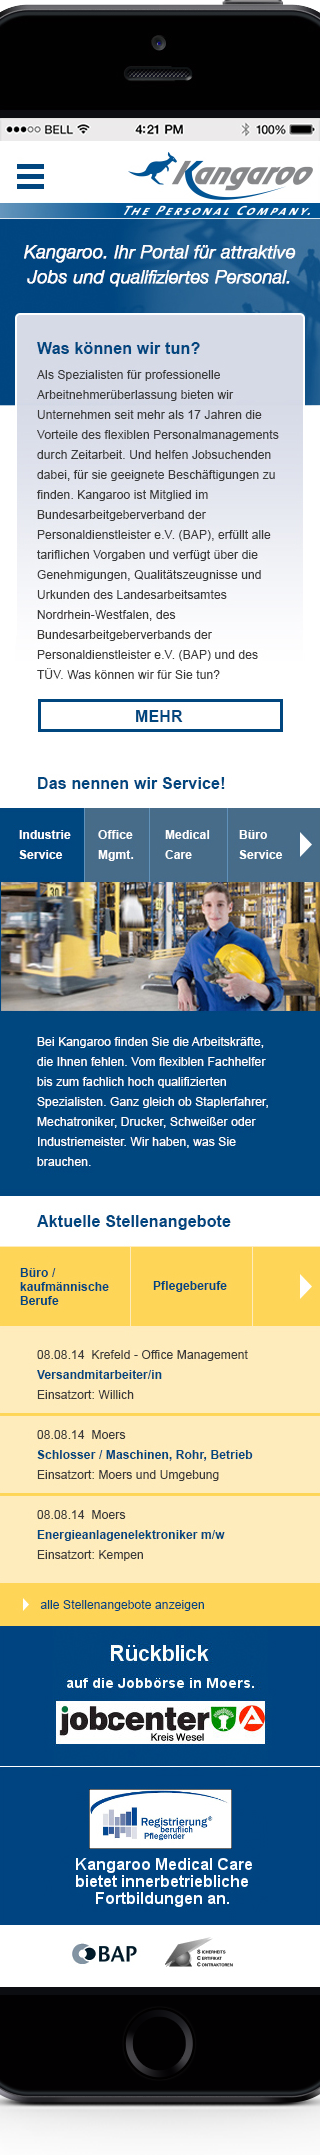 BELL 4:21 PM 100%
Kangaroo
THE PERSONAL COMPANY.
Kangaroo. Ihr Portal für attraktive
Jobs und qualifiziertes Personal.
Was können wir tun?
Als Spezialisten für professionelle
Arbeitnehmerüberlassung bieten wir
Unternehmen seit mehr als 17 Jahren die
Vorteile des flexiblen Personalmanagements
durch Zeitarbeit. Und helfen Jobsuchenden
dabei, für sie geeignete Beschäftigungen zu
finden. Kangaroo ist Mitglied im
Bundesarbeitgeberverband der
Personaldienstleister e.V. (BAP), erfüllt alle
tariflichen Vorgaben und verfügt über die
Genehmigungen, Qualitätszeugnisse und
Urkunden des Landesarbeitsamtes
Nordrhein-Westfalen, des
Bundesarbeitgeberverbands der
Personaldienstleister e.V. (BAP) und des
TÜV. Was können wir für Sie tun?
MEHR
Das nennen wir Service!
Industrie Office Medical Büro
Service Mgmt. Care Service
30
Bei Kangaroo finden Sie die Arbeitskräfte,
die Ihnen fehlen. Vom flexiblen Fachhelfer
bis zum fachlich hoch qualifizierten
Spezialisten. Ganz gleich ob Staplerfahrer,
Mechatroniker, Drucker, Schweißer oder
Industriemeister. Wir haben, was Sie
brauchen.
Aktuelle Stellenangebote
Büro /
kaufmännische Pflegeberufe
Berufe
08.08.14 Krefeld - Office Management
Versandmitarbeiter/in
Einsatzort: Willich
08.08.14 Moers
Schlosser / Maschinen, Rohr, Betrieb
Einsatzort: Moers und Umgebung
08.08.14 Moers
Energieanlagenelektroniker m/w
Einsatzort: Kempen
alle Stellenangebote anzeigen
Rückblick
auf die Jobbörse in Moers.
jobcenter
Kreis Wesel
Registrierung®
beruflich
Pflegender
Kangaroo Medical Care
bietet innerbetriebliche
Fortbildungen an.
BAP
SICHERHEITS
CERTIFIKAT
CONTRAKTOREN